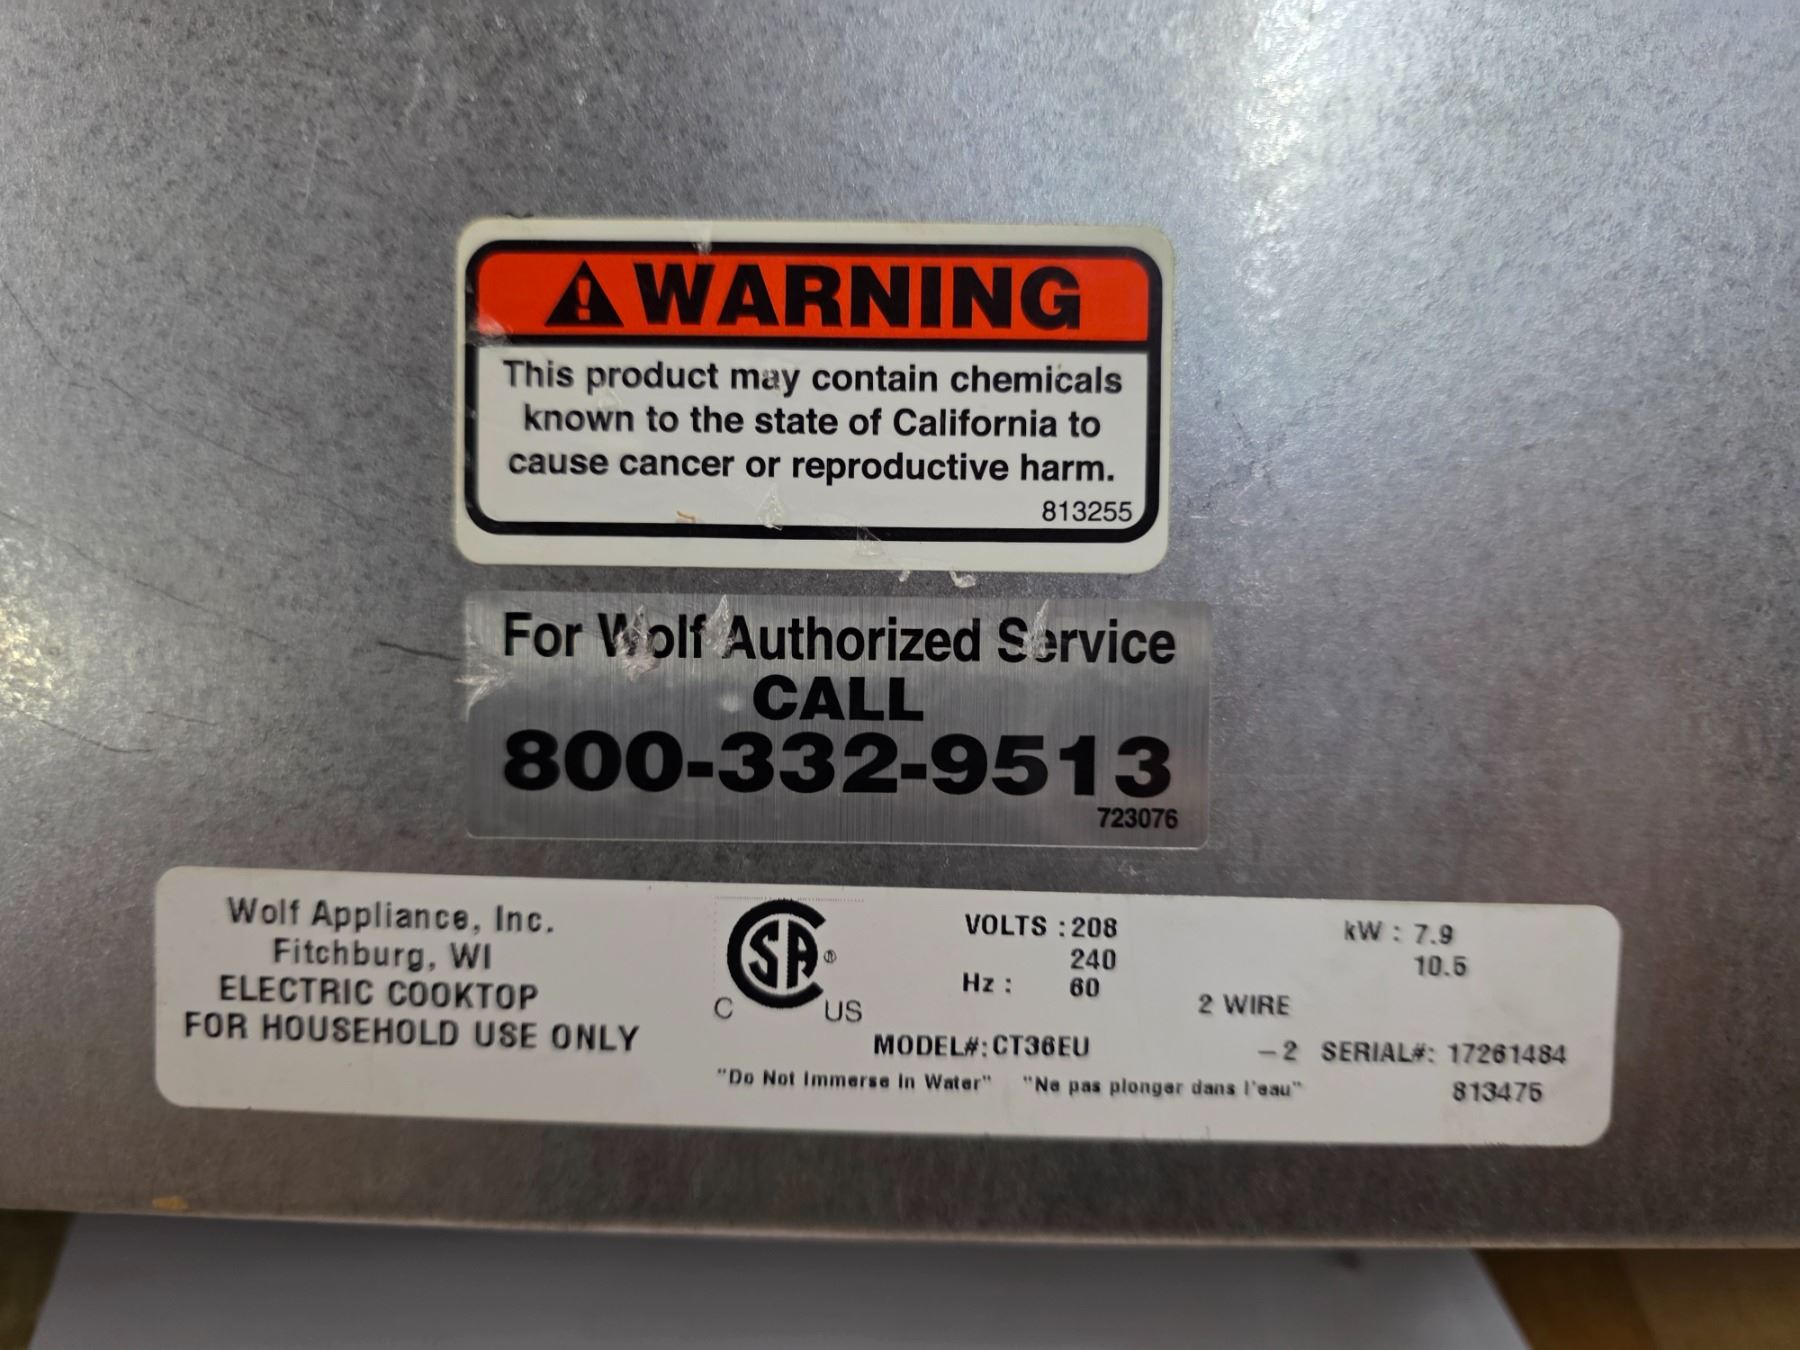 WARNING
This product may contain chemicals
known to the state of California to
cause cancer or reproductive harm.
813255
For Wolf Authorized Service
CALL
800-332-9513
723076
Wolf Appliance, Inc.
Fitchburg, WI
ELECTRIC COOKTOP
FOR HOUSEHOLD USE ONLY
C SA ® US
VOLTS : 208 kW : 7.9
240 10.5
Hz : 60
2 WIRE
MODEL#: CT36EU -2 SERIAL#: 17261484
"Do Not Immerse In Water" "Ne pas plonger dans l'eau" 813475